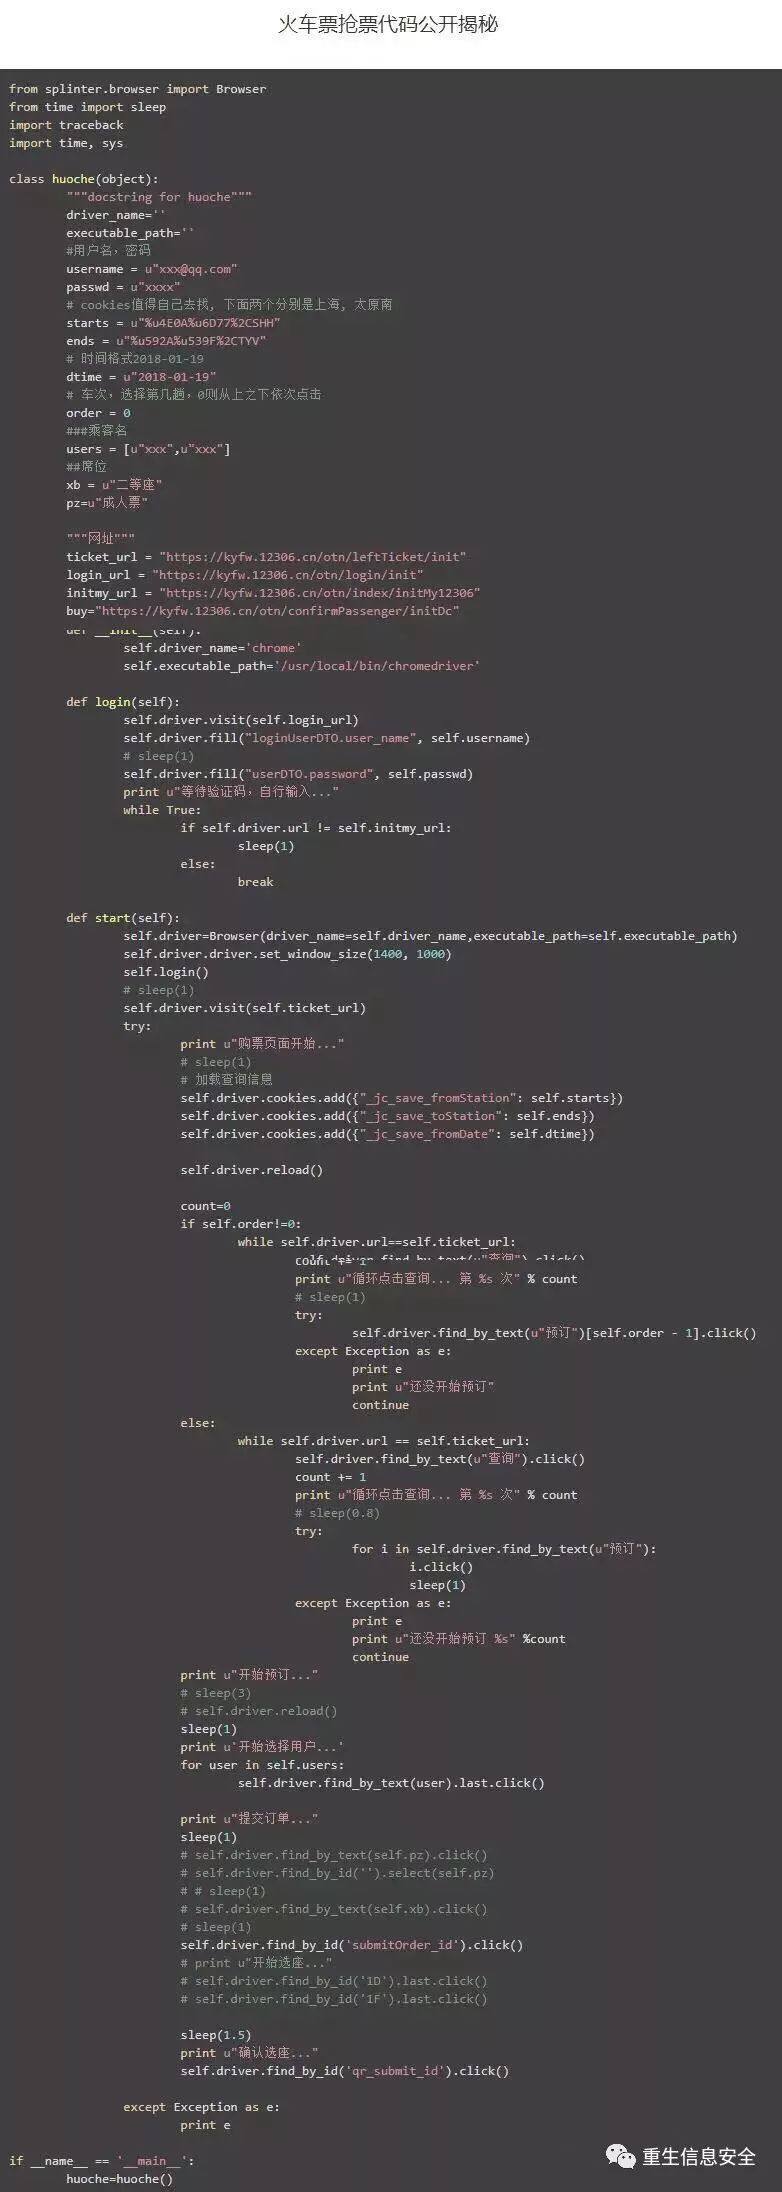 火车票抢票代码公开揭秘
from splinter.browser import Browser
from time import sleep
import traceback
import time, sys
class huoche(object):
"""docstring for huoche"""
driver_name=''
executable_path=''
#用户名，密码
username = u"xxx@qq.com"
passwd = u"xxxx"
# cookies值得自己去找, 下面两个分别是上海, 太原南
starts = u"%u4E0A%u6D77%2CSHH"
ends = u"%u592A%u539F%2CTYV"
# 时间格式2018-01-19
dtime = u"2018-01-19"
# 车次，选择第几趟，0则从上之下依次点击
order = 0
###乘客名
users = [u"xxx",u"xxx"]
##席位
xb = u"二等座"
pz=u"成人票"
"""网址"""
ticket_url = "https://kyfw.12306.cn/otn/leftTicket/init"
login_url = "https://kyfw.12306.cn/otn/login/init"
initmy_url = "https://kyfw.12306.cn/otn/index/initMy12306"
buy="https://kyfw.12306.cn/otn/confirmPassenger/initDc"
def __init__(self):
self.driver_name='chrome'
self.executable_path='/usr/local/bin/chromedriver'
def login(self):
self.driver.visit(self.login_url)
self.driver.fill("loginUserDTO.user_name", self.username)
# sleep(1)
self.driver.fill("userDTO.password", self.passwd)
print u"等待验证码，自行输入..."
while True:
if self.driver.url != self.initmy_url:
sleep(1)
else:
break
def start(self):
self.driver=Browser(driver_name=self.driver_name,executable_path=self.executable_path)
self.driver.driver.set_window_size(1400, 1000)
self.login()
# sleep(1)
self.driver.visit(self.ticket_url)
try:
print u"购票页面开始..."
# sleep(1)
# 加载查询信息
self.driver.cookies.add({"_jc_save_fromStation": self.starts})
self.driver.cookies.add({"_jc_save_toStation": self.ends})
self.driver.cookies.add({"_jc_save_fromDate": self.dtime})
self.driver.reload()
count=0
if self.order!=0:
while self.driver.url==self.ticket_url:
self.driver.find_by_text(u"查询").click()
count += 1
print u"循环点击查询... 第 %s 次" % count
# sleep(1)
try:
self.driver.find_by_text(u"预订")[self.order - 1].click()
except Exception as e:
print e
print u"还没开始预订"
continue
else:
while self.driver.url == self.ticket_url:
self.driver.find_by_text(u"查询").click()
count += 1
print u"循环点击查询... 第 %s 次" % count
# sleep(0.8)
try:
for i in self.driver.find_by_text(u"预订"):
i.click()
sleep(1)
except Exception as e:
print e
print u"还没开始预订 %s" %count
continue
print u"开始预订..."
# sleep(3)
# self.driver.reload()
sleep(1)
print u'开始选择用户...'
for user in self.users:
self.driver.find_by_text(user).last.click()
print u"提交订单..."
sleep(1)
# self.driver.find_by_text(self.pz).click()
# self.driver.find_by_id('').select(self.pz)
# # sleep(1)
# self.driver.find_by_text(self.xb).click()
# sleep(1)
self.driver.find_by_id('submitOrder_id').click()
# print u"开始选座..."
# self.driver.find_by_id('1D').last.click()
# self.driver.find_by_id('1F').last.click()
sleep(1.5)
print u"确认选座..."
self.driver.find_by_id('qr_submit_id').click()
except Exception as e:
print e
if __name__ == '__main__':
huoche=huoche()
重生信息安全